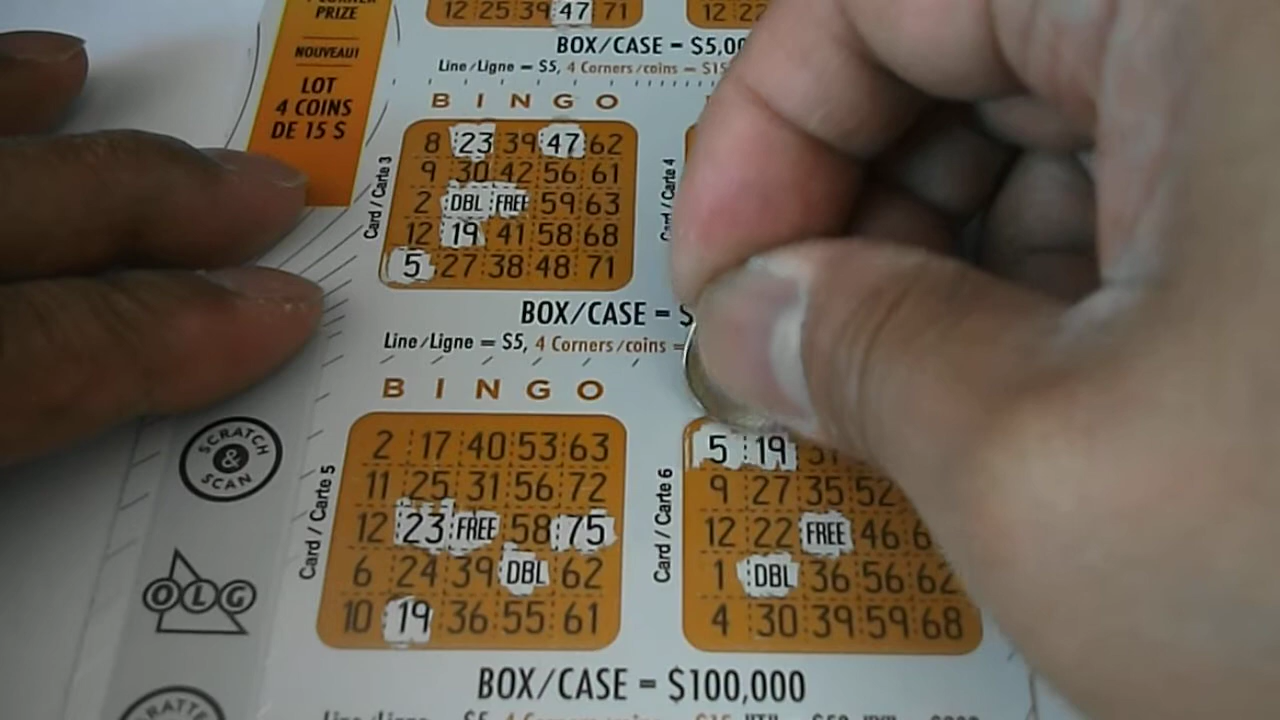 PRIZE
NOUVEAU!
LOT
4 COINS
DE 15 $
12 25 39 47 71
12 22
BOX/CASE = $5,00
Line/Ligne = $5, 4 Corners/coins = $15
B I N G O
Card / Carte 3
8 23 39 47 62
9 30 42 56 61
2 DBL FREE 59 63
12 19 41 58 68
5 27 38 48 71
Card / Carte 4
BOX/CASE = $
Line/Ligne = $5, 4 Corners/coins =
B I N G O
Card / Carte 5
2 17 40 53 63
11 25 31 56 72
12 23 FREE 58 75
6 24 39 DBL 62
10 19 36 55 61
Card / Carte 6
5 19
9 27 35 52
12 22 FREE 46
1 DBL 36 56 62
4 30 39 59 68
BOX/CASE = $100,000
SCRATCH
&
SCAN
OLG